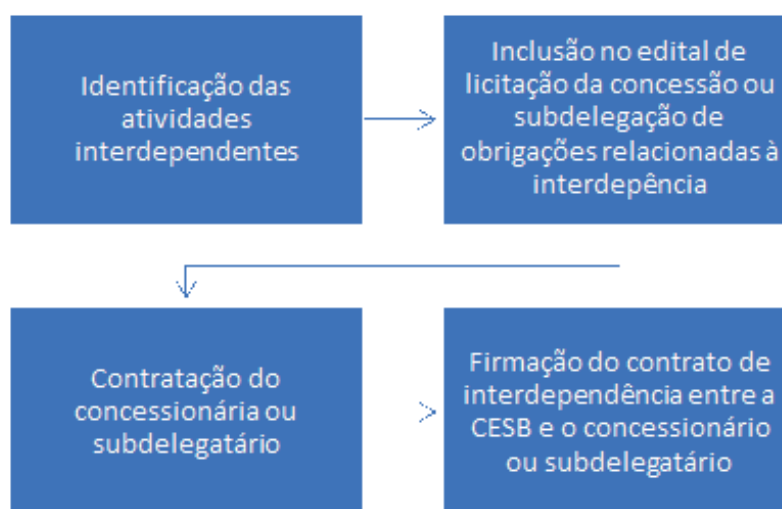 Identificação das
atividades
interdependentes
Inclusão no edital de
licitação da concessão ou
subdelegação de
obrigações relacionadas à
interdepência
Contratação do
concessionária ou
subdelegatário
Firmação do contrato de
interdependência entre a
CESB e o concessionário
ou subdelegatário